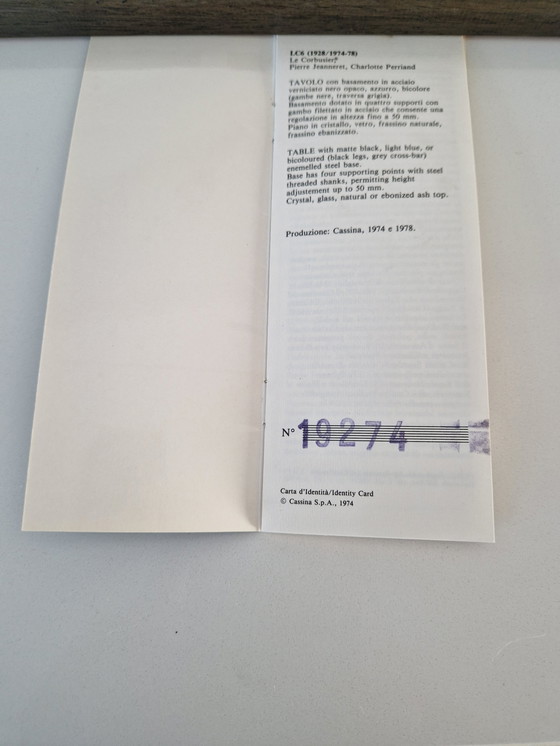 LC6 (1928/1974-78)
Le Corbusier®
Pierre Jeanneret, Charlotte Perriand
TAVOLO con basamento in acciaio
verniciato nero opaco, azzurro, bicolore
(gambe nere, traversa grigia).
Basamento dotato in quattro supporti con
gambo filettato in acciaio che consente una
regolazione in altezza fino a 50 mm.
Piano in cristallo, vetro, frassino naturale,
frassino ebanizzato.
TABLE with matte black, light blue, or
bicoloured (black legs, grey cross-bar)
enemelled steel base.
Base has four supporting points with steel
threaded shanks, permitting height
adjustement up to 50 mm.
Crystal, glass, natural or ebonized ash top.
Produzione: Cassina, 1974 e 1978.
N° 19274
Carta d'Identità/Identity Card
© Cassina S.p.A., 1974